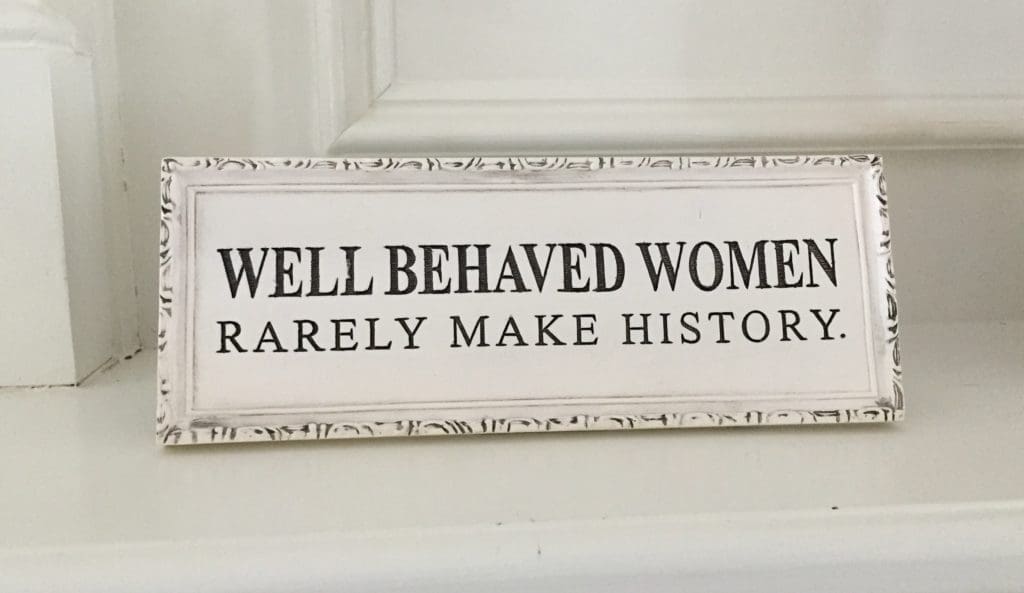 WELL BEHAVED WOMEN
RARELY MAKE HISTORY.